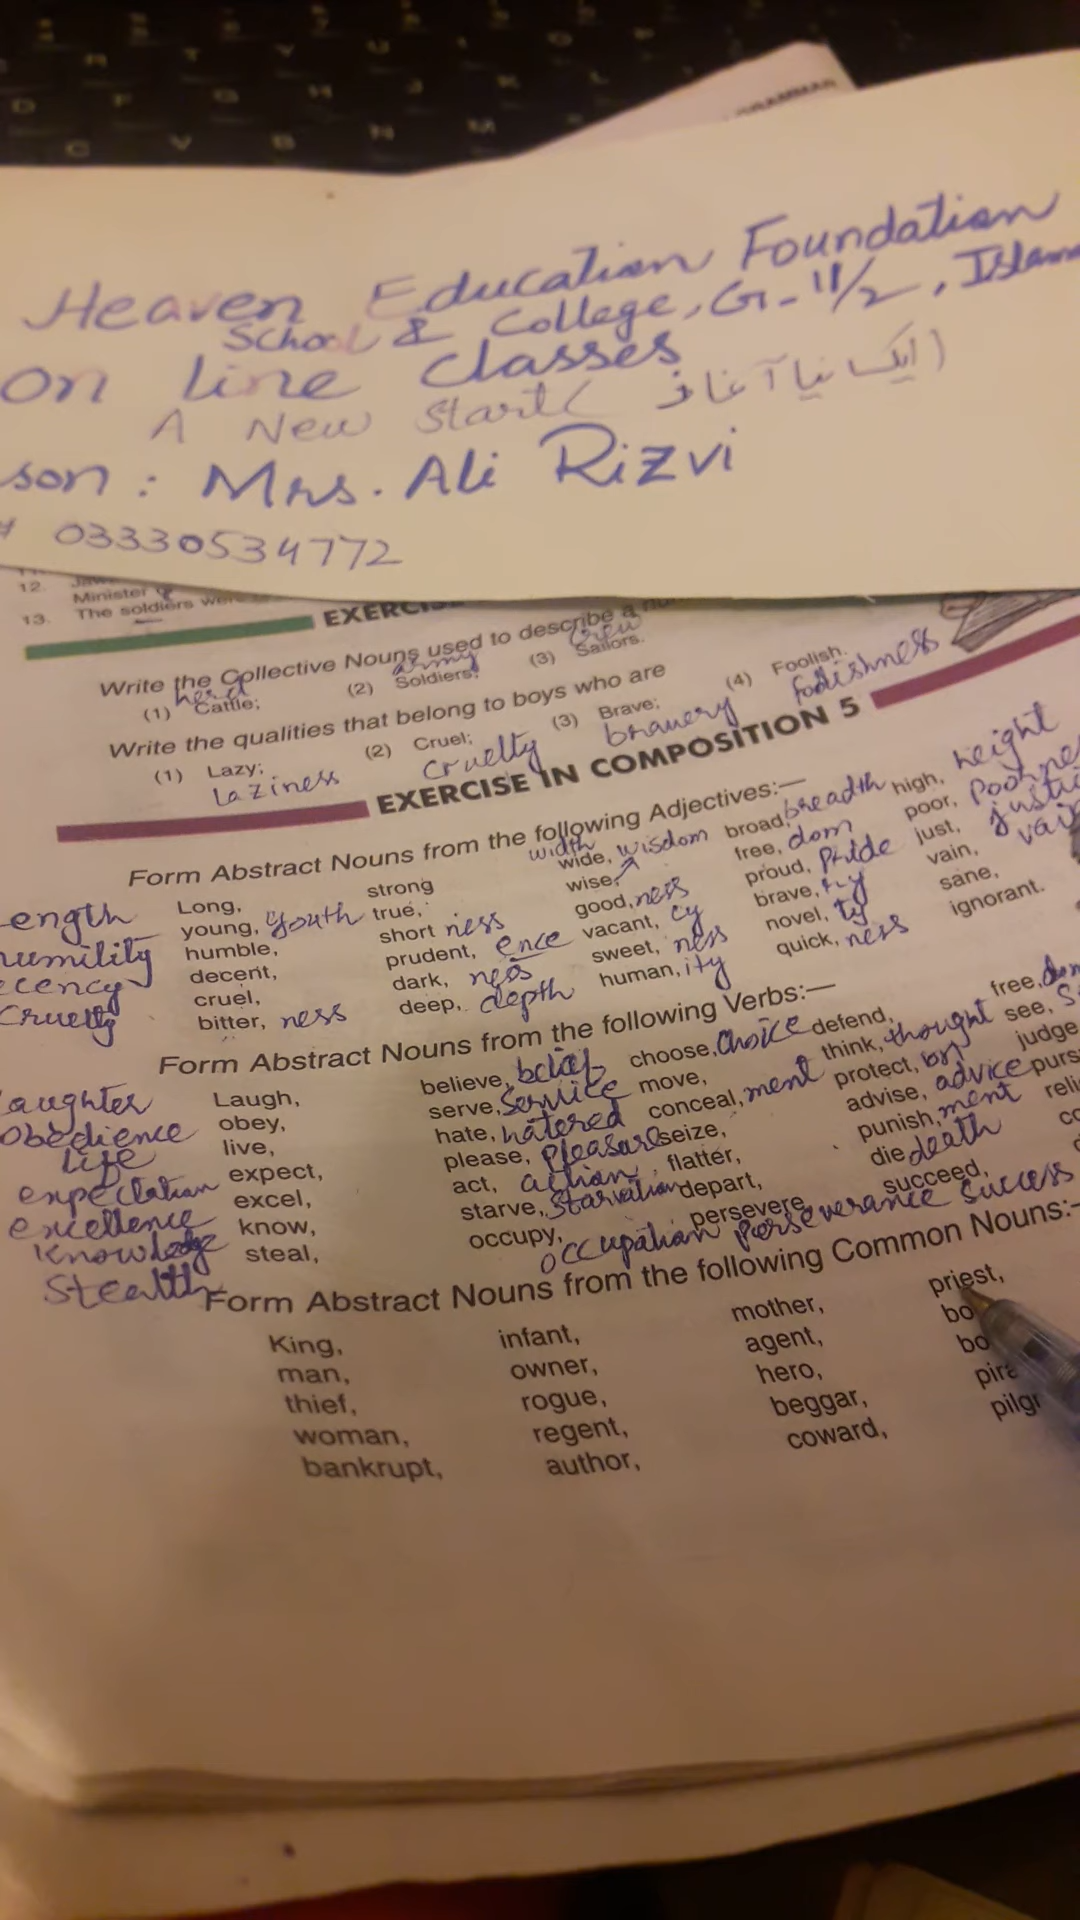 GRAMMAR
Heaven Education Foundation
School & College, G-11/2,
On Line Classes
A New Start (ایک نیا آغاز)
son: Mrs. Ali Rizvi
# 03330534772
12.
Minister
13. The soldiers
EXERCISE
Write the Collective Nouns used to describe a
herd army crew
(1) Cattle; (2) Soldiers; (3) Sailors.
Write the qualities that belong to boys who are
(1) Lazy; (2) Cruel; (3) Brave; (4) Foolish.
Laziness cruelty bravery foolishness
EXERCISE IN COMPOSITION 5
Form Abstract Nouns from the following Adjectives:—
Length Long, strong width wide, wisdom broad, breadth high, height
young, youth true, wise, free, dom poor,
humility humble, short ness good, ness proud, Pride just,
decent, prudent, ence vacant, cy brave, ry vain,
Cruelty cruel, dark, ness sweet, ness novel, ty sane,
bitter, ness deep, depth human, ity quick, ness ignorant.
Form Abstract Nouns from the following Verbs:—
Laugh, believe, belief choose, Choice defend, free, dom
obedience obey, serve, Service move, think, thought see,
Life live, hate, hatered conceal, ment protect, judge
expectation expect, please, pleasure seize, advise, advice
excellence excel, act, action flatter, punish, ment
Knowledge know, starve, Starvation depart, die death
Stealth steal, occupy, occupation persevere, perseverance succeed, success
Form Abstract Nouns from the following Common Nouns:—
King, infant, mother, priest,
man, owner, agent, bo
thief, rogue, hero, bo
woman, regent, beggar, pira
bankrupt, author, coward, pilgr